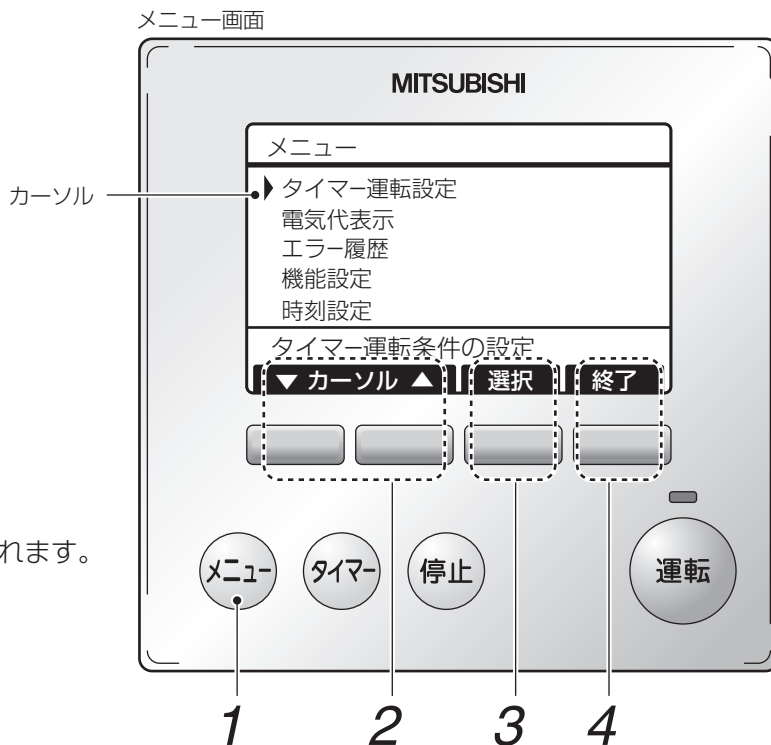 メニュー画面
MITSUBISHI
メニュー
カーソル
タイマー運転設定
電気代表示
エラー履歴
機能設定
時刻設定
タイマー運転条件の設定
▼ カーソル ▲ 選択 終了
れます。
メニュー タイマー 停止 運転
1 2 3 4